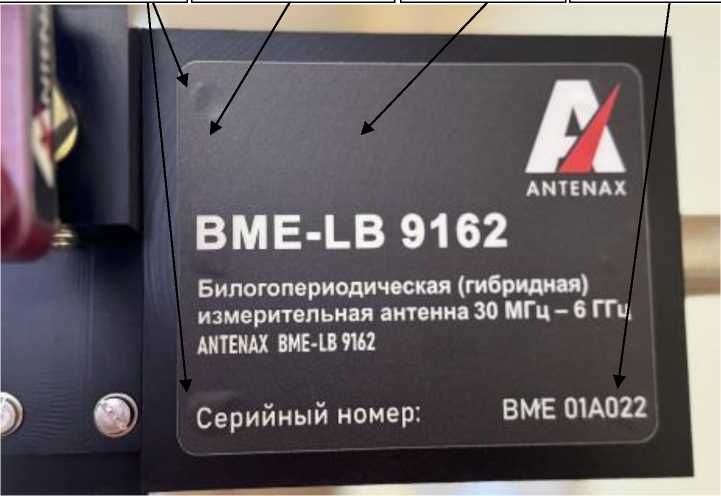 ANTENAX
BME-LB 9162
Билогопериодическая (гибридная)
измерительная антенна 30 МГц – 6 ГГц
ANTENAX BME-LB 9162
Серийный номер: BME 01A022